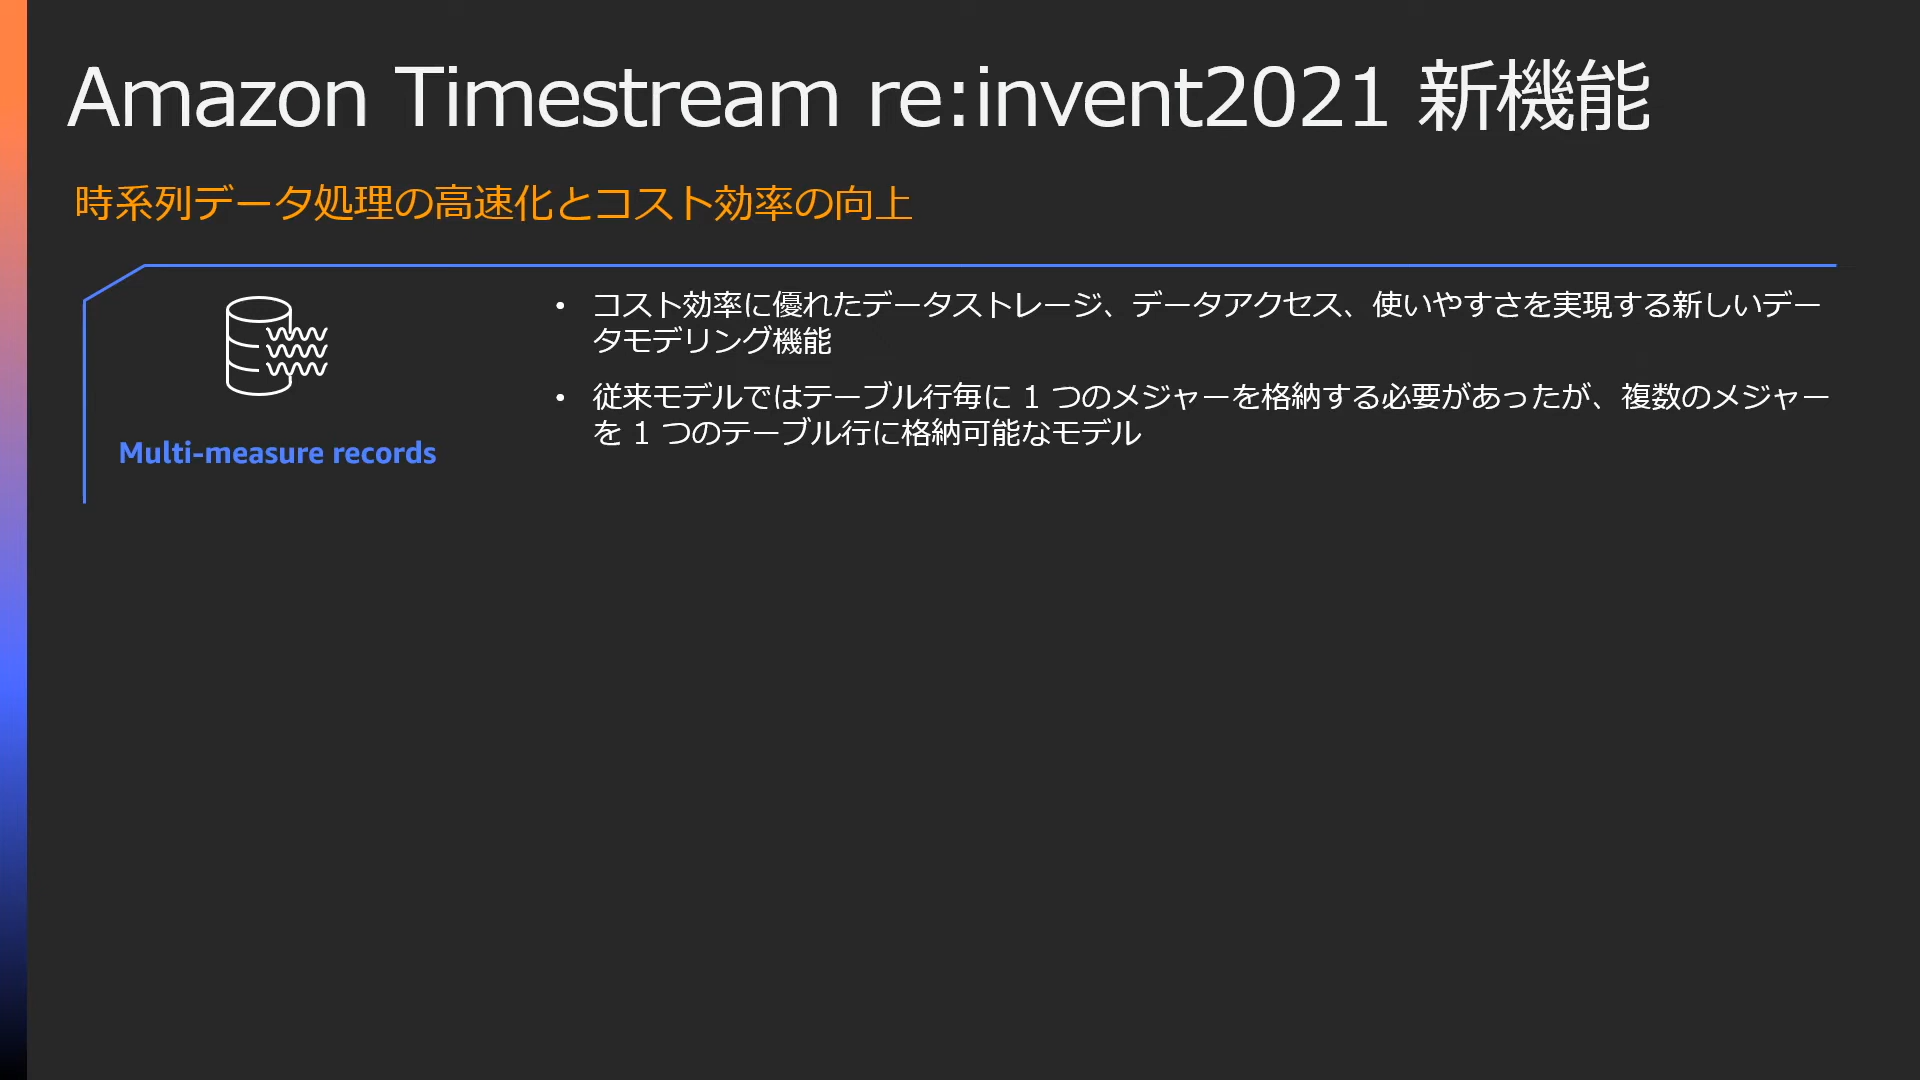 Amazon Timestream re:invent2021 新機能
時系列データ処理の高速化とコスト効率の向上
Multi-measure records
• コスト効率に優れたデータストレージ、データアクセス、使いやすさを実現する新しいデー
タモデリング機能
• 従来モデルではテーブル行毎に 1 つのメジャーを格納する必要があったが、複数のメジャー
を 1 つのテーブル行に格納可能なモデル